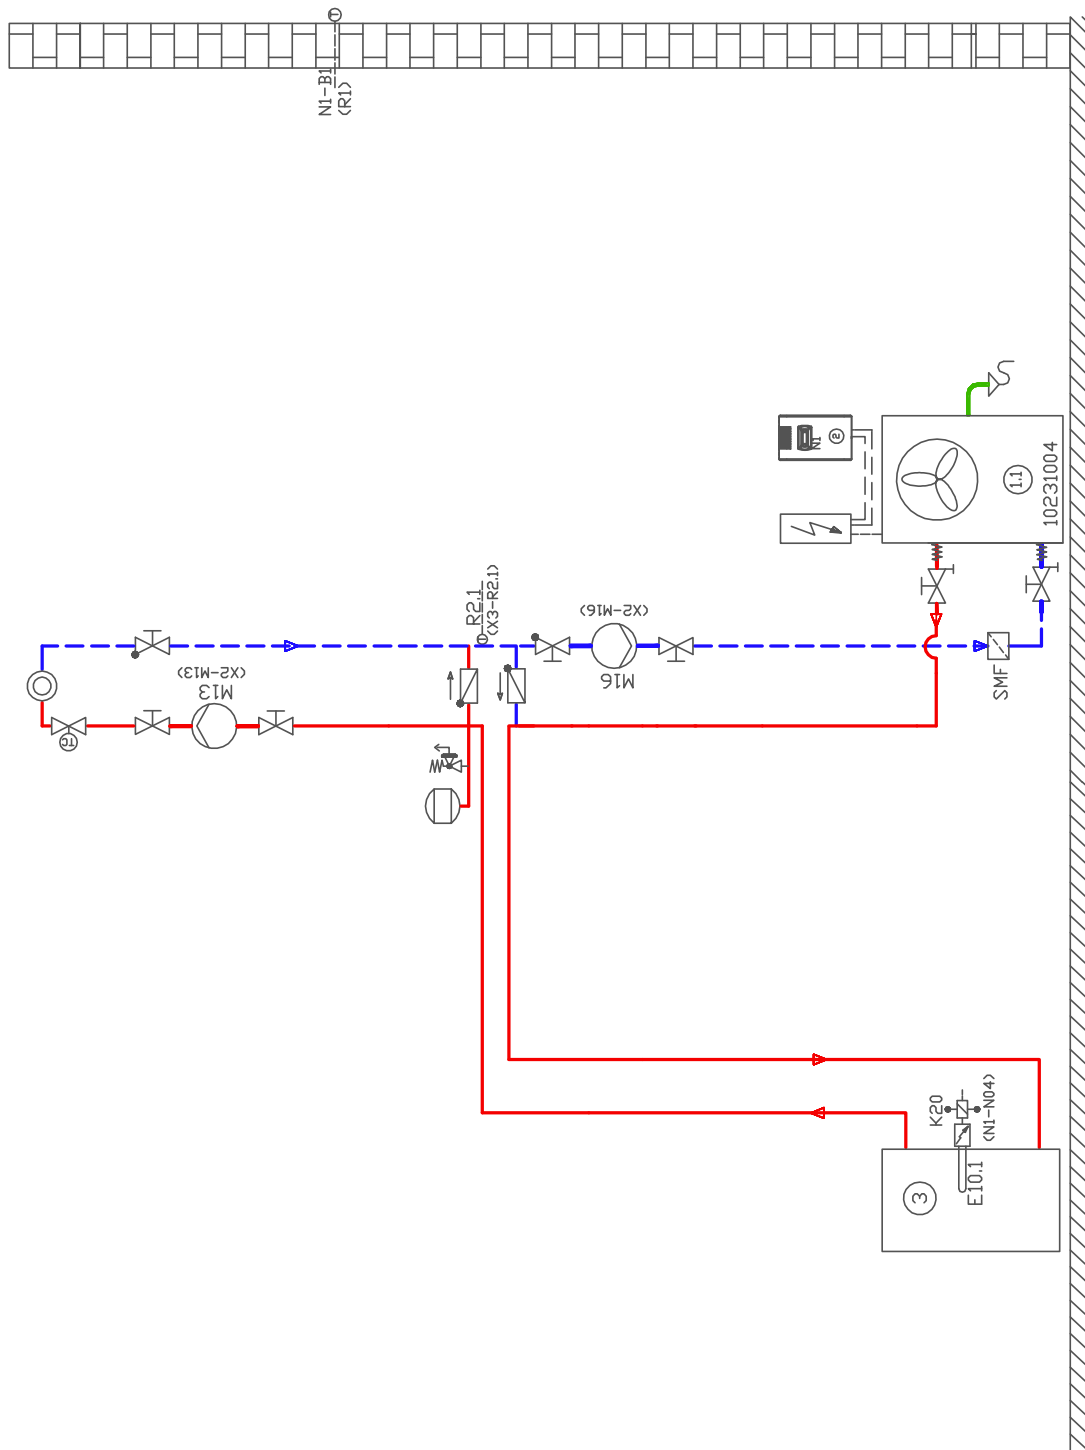 N1-B1
(R1)
N1
2
1.1
10231004
R2.1
(X3-R2.1)
(X2-M16)
M16
SMF
(X2-M13)
M13
TC
K20
(N1-N04)
3
E10.1
T
T